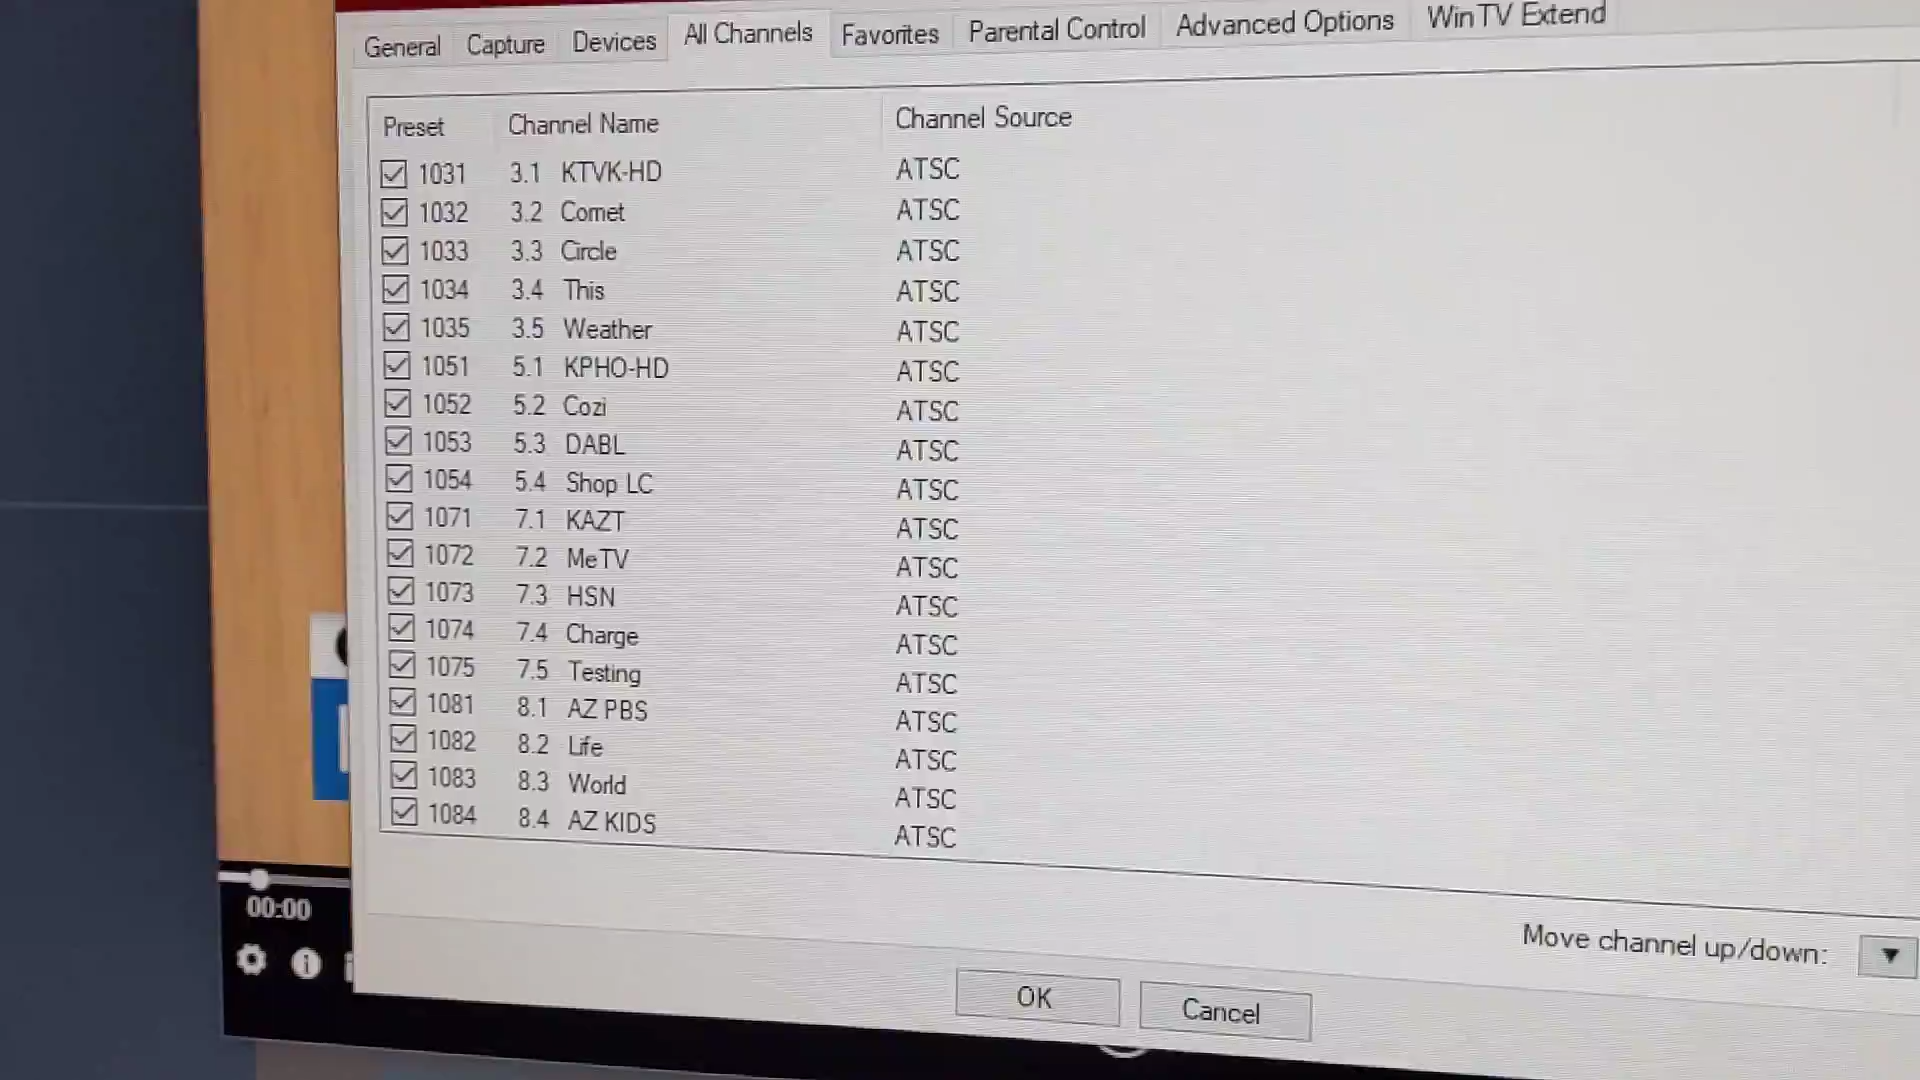 General Capture Devices All Channels Favorites Parental Control Advanced Options WinTV Extend
Preset Channel Name Channel Source
1031 3.1 KTVK-HD ATSC
1032 3.2 Comet ATSC
1033 3.3 Circle ATSC
1034 3.4 This ATSC
1035 3.5 Weather ATSC
1051 5.1 KPHO-HD ATSC
1052 5.2 Cozi ATSC
1053 5.3 DABL ATSC
1054 5.4 Shop LC ATSC
1071 7.1 KAZT ATSC
1072 7.2 MeTV ATSC
1073 7.3 HSN ATSC
1074 7.4 Charge ATSC
1075 7.5 Testing ATSC
1081 8.1 AZ PBS ATSC
1082 8.2 Life ATSC
1083 8.3 World ATSC
1084 8.4 AZ KIDS ATSC
00:00
Move channel up/down:
OK Cancel